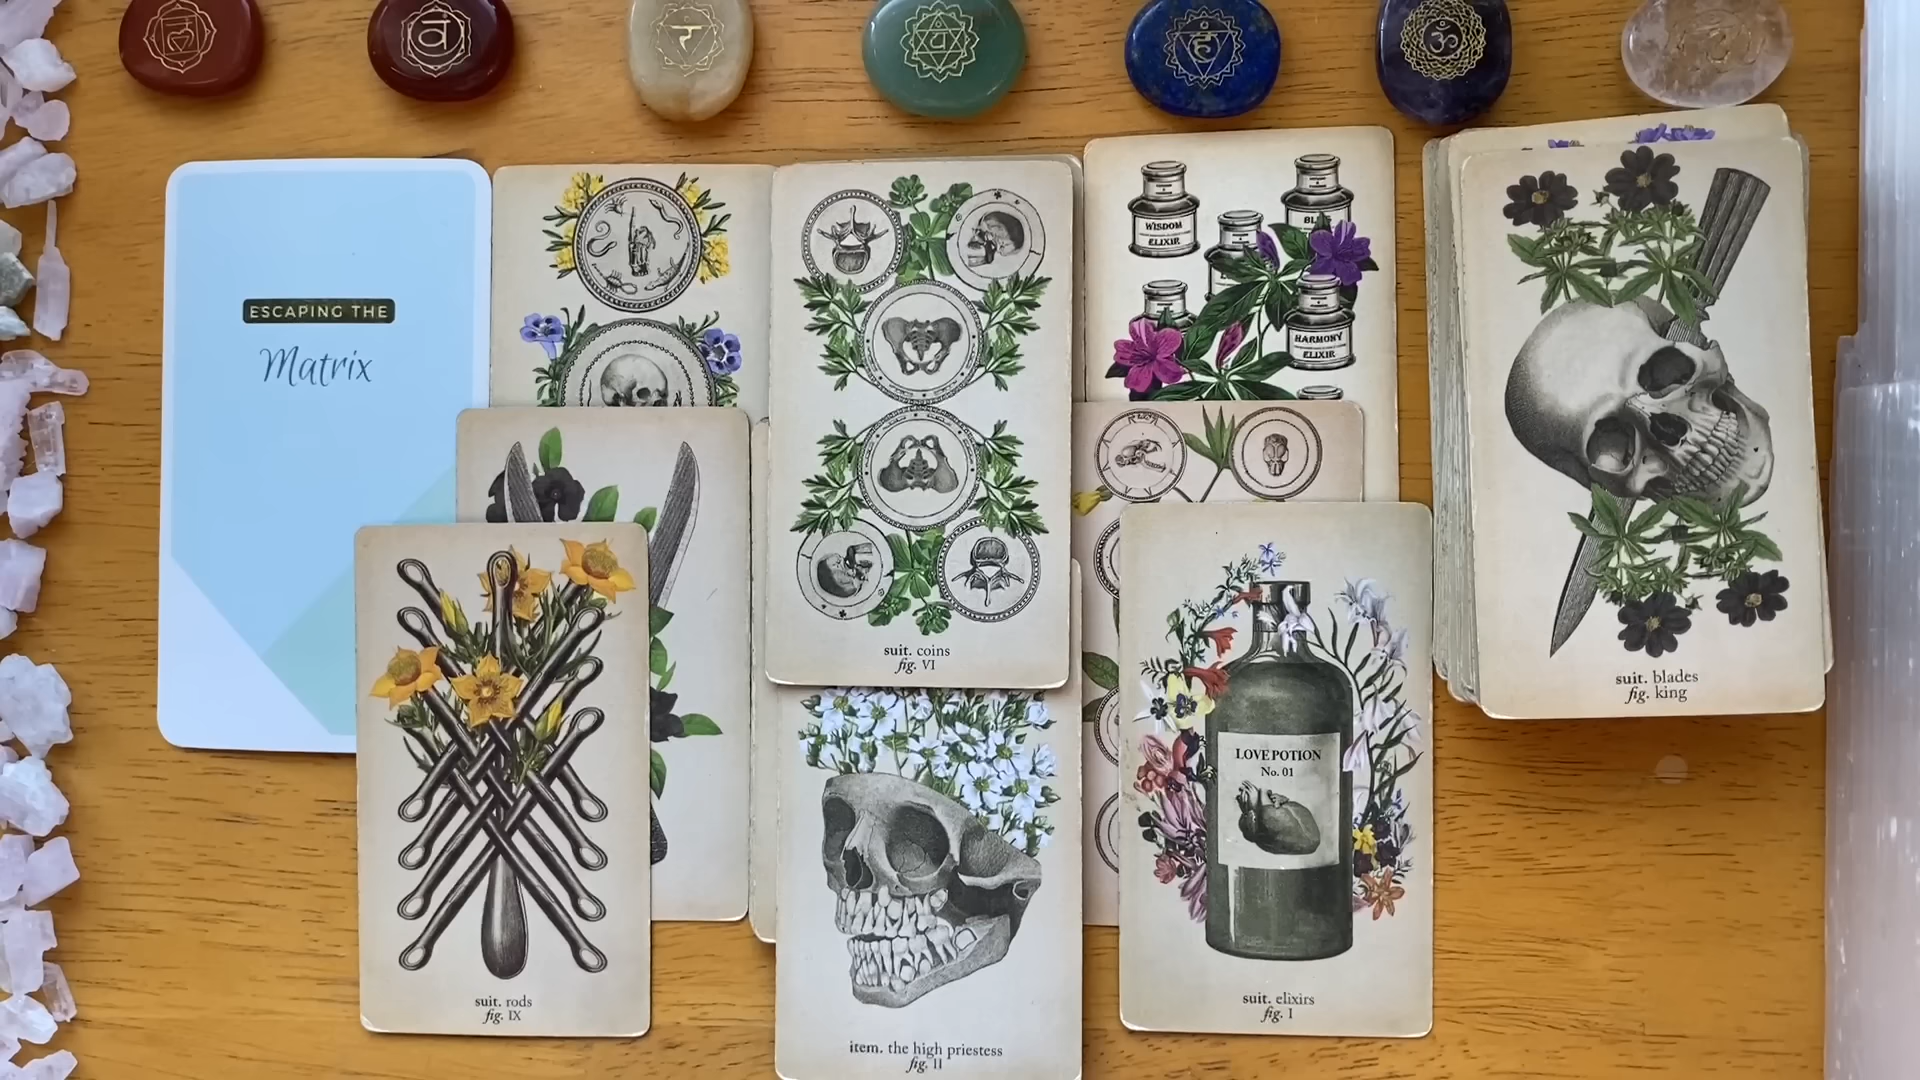 ESCAPING THE
Matrix
WISDOM
ELIXIR
HARMONY
ELIXIR
suit. coins
fig. VI
suit. blades
fig. king
LOVE POTION
No. 01
suit. rods
fig. IX
suit. elixirs
fig. I
item. the high priestess
fig. II